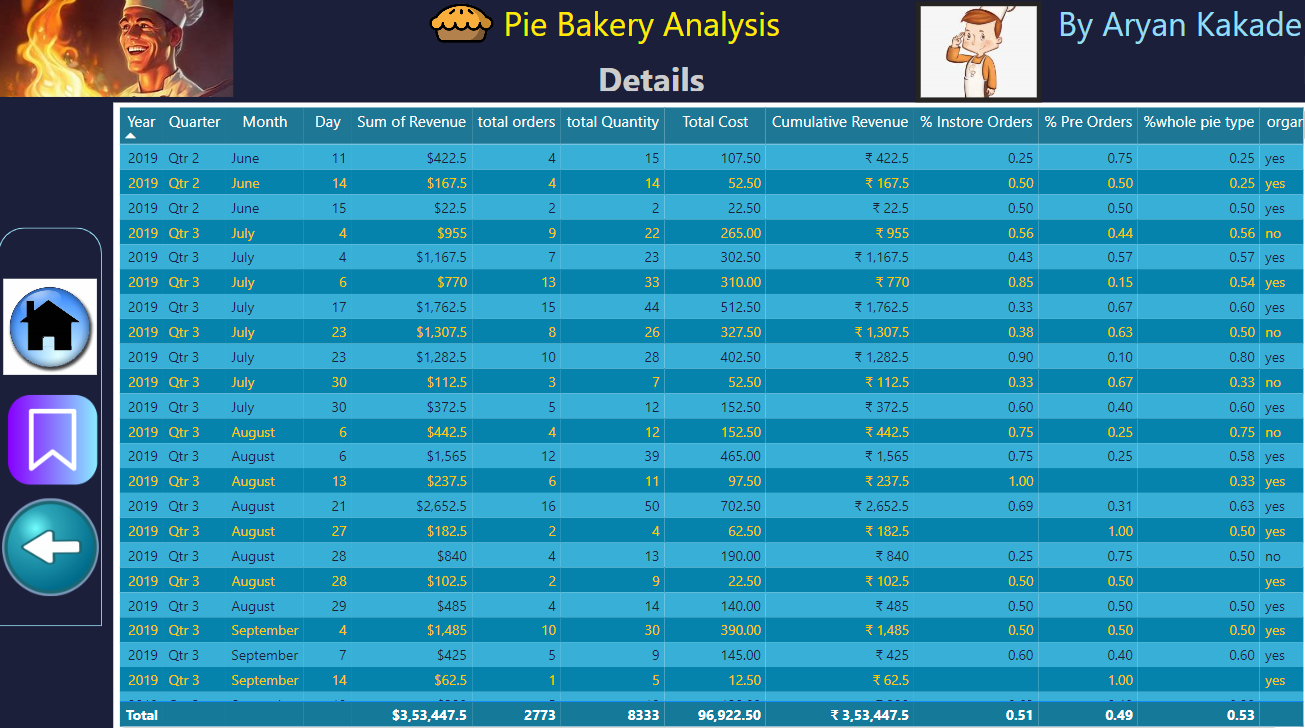 Pie Bakery Analysis
By Aryan Kakade
Details
Year Quarter Month Day Sum of Revenue total orders total Quantity Total Cost Cumulative Revenue % Instore Orders % Pre Orders %whole pie type organ
2019 Qtr 2 June 11 $422.5 4 15 107.50 ₹ 422.5 0.25 0.75 0.25 yes
2019 Qtr 2 June 14 $167.5 4 14 52.50 ₹ 167.5 0.50 0.50 0.25 yes
2019 Qtr 2 June 15 $22.5 2 2 22.50 ₹ 22.5 0.50 0.50 0.50 yes
2019 Qtr 3 July 4 $955 9 22 265.00 ₹ 955 0.56 0.44 0.56 no
2019 Qtr 3 July 4 $1,167.5 7 23 302.50 ₹ 1,167.5 0.43 0.57 0.57 yes
2019 Qtr 3 July 6 $770 13 33 310.00 ₹ 770 0.85 0.15 0.54 yes
2019 Qtr 3 July 17 $1,762.5 15 44 512.50 ₹ 1,762.5 0.33 0.67 0.60 yes
2019 Qtr 3 July 23 $1,307.5 8 26 327.50 ₹ 1,307.5 0.38 0.63 0.50 no
2019 Qtr 3 July 23 $1,282.5 10 28 402.50 ₹ 1,282.5 0.90 0.10 0.80 yes
2019 Qtr 3 July 30 $112.5 3 7 52.50 ₹ 112.5 0.33 0.67 0.33 no
2019 Qtr 3 July 30 $372.5 5 12 152.50 ₹ 372.5 0.60 0.40 0.60 yes
2019 Qtr 3 August 6 $442.5 4 12 152.50 ₹ 442.5 0.75 0.25 0.75 no
2019 Qtr 3 August 6 $1,565 12 39 465.00 ₹ 1,565 0.75 0.25 0.58 yes
2019 Qtr 3 August 13 $237.5 6 11 97.50 ₹ 237.5 1.00 0.33 yes
2019 Qtr 3 August 21 $2,652.5 16 50 702.50 ₹ 2,652.5 0.69 0.31 0.63 yes
2019 Qtr 3 August 27 $182.5 2 4 62.50 ₹ 182.5 1.00 0.50 yes
2019 Qtr 3 August 28 $840 4 13 190.00 ₹ 840 0.25 0.75 0.50 no
2019 Qtr 3 August 28 $102.5 2 9 22.50 ₹ 102.5 0.50 0.50 yes
2019 Qtr 3 August 29 $485 4 14 140.00 ₹ 485 0.50 0.50 0.50 yes
2019 Qtr 3 September 4 $1,485 10 30 390.00 ₹ 1,485 0.50 0.50 0.50 yes
2019 Qtr 3 September 7 $425 5 9 145.00 ₹ 425 0.60 0.40 0.60 yes
2019 Qtr 3 September 14 $62.5 1 5 12.50 ₹ 62.5 1.00 yes
Total $3,53,447.5 2773 8333 96,922.50 ₹ 3,53,447.5 0.51 0.49 0.53